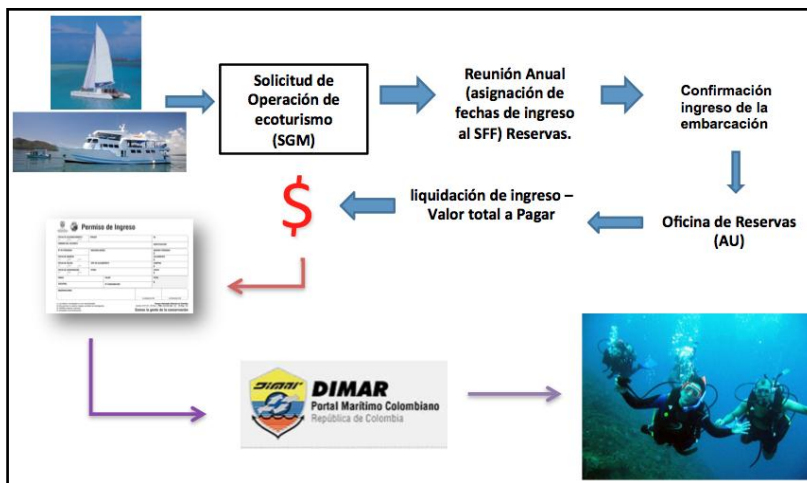 Solicitud de
Operación de
ecoturismo
(SGM)
Reunión Anual
(asignación de
fechas de ingreso
al SFF) Reservas.
Confirmación
ingreso de la
embarcación
Oficina de Reservas
(AU)
liquidación de ingreso –
Valor total a Pagar
$
Permiso de Ingreso
Dimar
DIMAR
Portal Marítimo Colombiano
República de Colombia